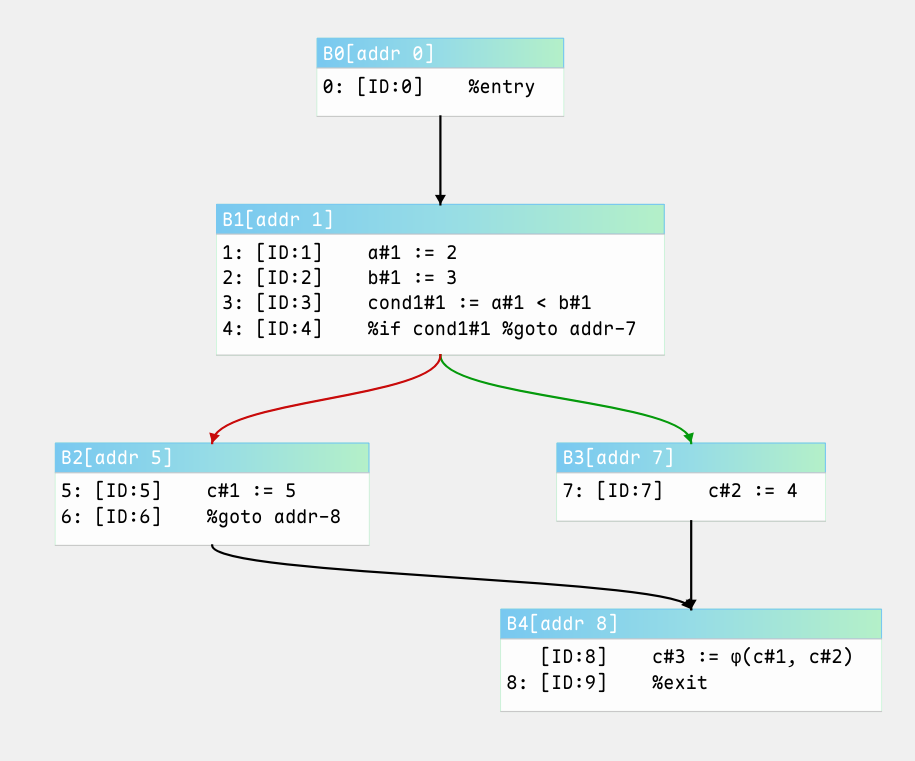 B0[addr 0]
0: [ID:0]    %entry
B1[addr 1]
1: [ID:1]    a#1 := 2
2: [ID:2]    b#1 := 3
3: [ID:3]    cond1#1 := a#1 < b#1
4: [ID:4]    %if cond1#1 %goto addr-7
B2[addr 5]
5: [ID:5]    c#1 := 5
6: [ID:6]    %goto addr-8
B3[addr 7]
7: [ID:7]    c#2 := 4
B4[addr 8]
[ID:8]    c#3 := φ(c#1, c#2)
8: [ID:9]    %exit